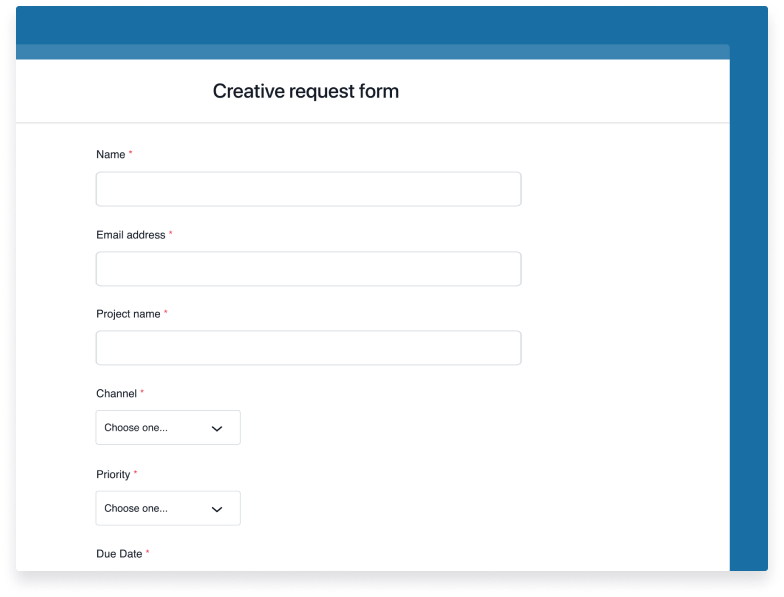 Creative request form
Name *
Email address *
Project name *
Channel *
Choose one...
Priority *
Choose one...
Due Date *